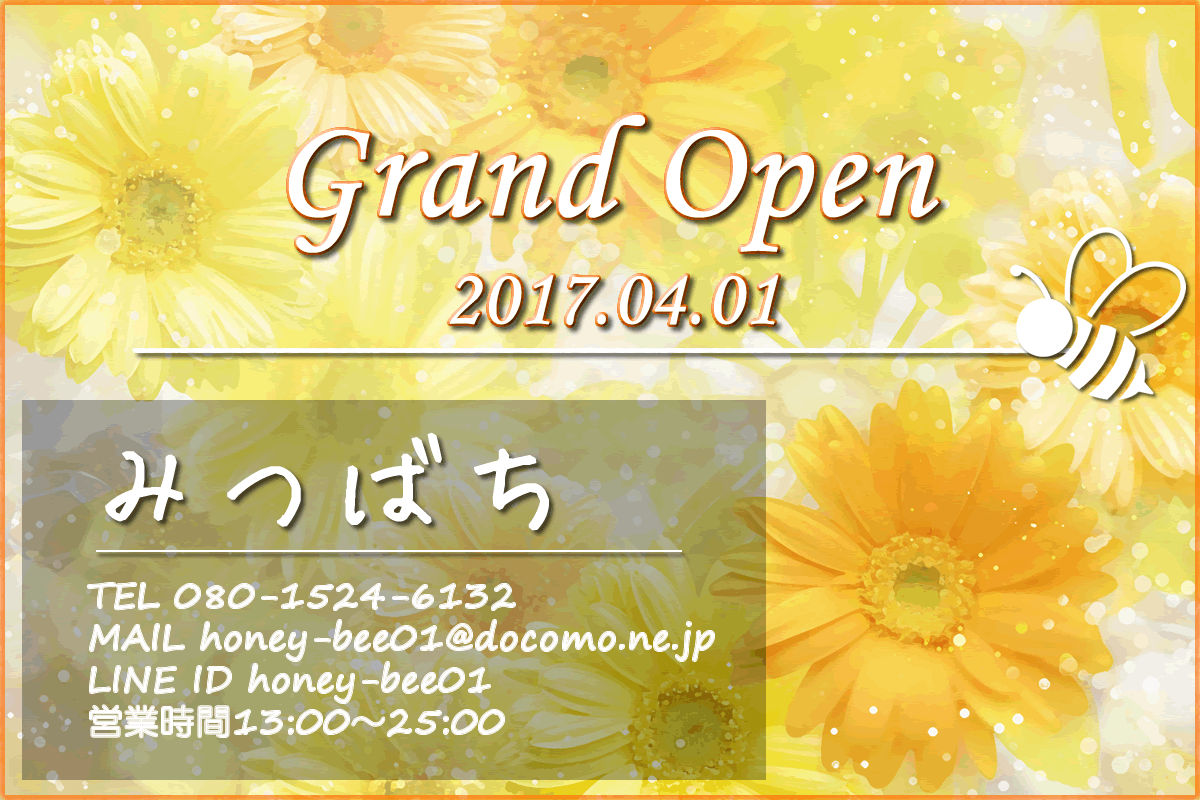 Grand Open
2017.04.01
みつばち
TEL 080-1524-6132
MAIL honey-bee01@docomo.ne.jp
LINE ID honey-bee01
営業時間13:00～25:00